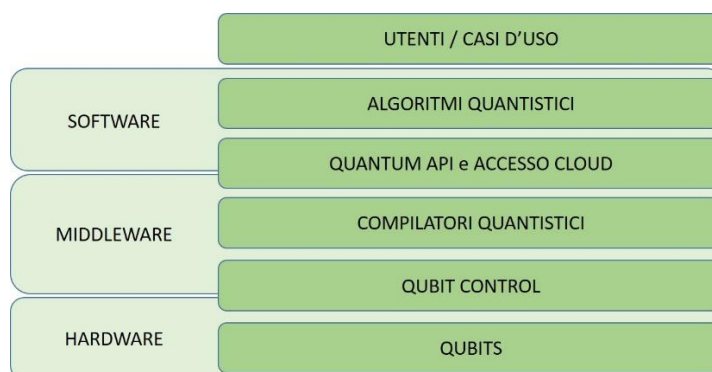 UTENTI / CASI D'USO
SOFTWARE
ALGORITMI QUANTISTICI
QUANTUM API e ACCESSO CLOUD
MIDDLEWARE
COMPILATORI QUANTISTICI
QUBIT CONTROL
HARDWARE
QUBITS